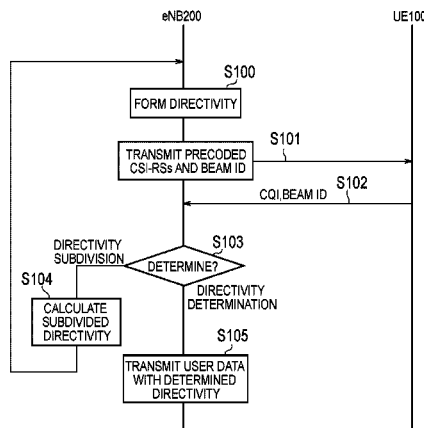 eNB200
UE100
S100
FORM DIRECTIVITY
S101
TRANSMIT PRECODED
CSI-RSs AND BEAM ID
S102
CQI,BEAM ID
S103
DIRECTIVITY
SUBDIVISION
DETERMINE?
S104
DIRECTIVITY
DETERMINATION
CALCULATE
SUBDIVIDED
DIRECTIVITY
S105
TRANSMIT USER DATA
WITH DETERMINED
DIRECTIVITY